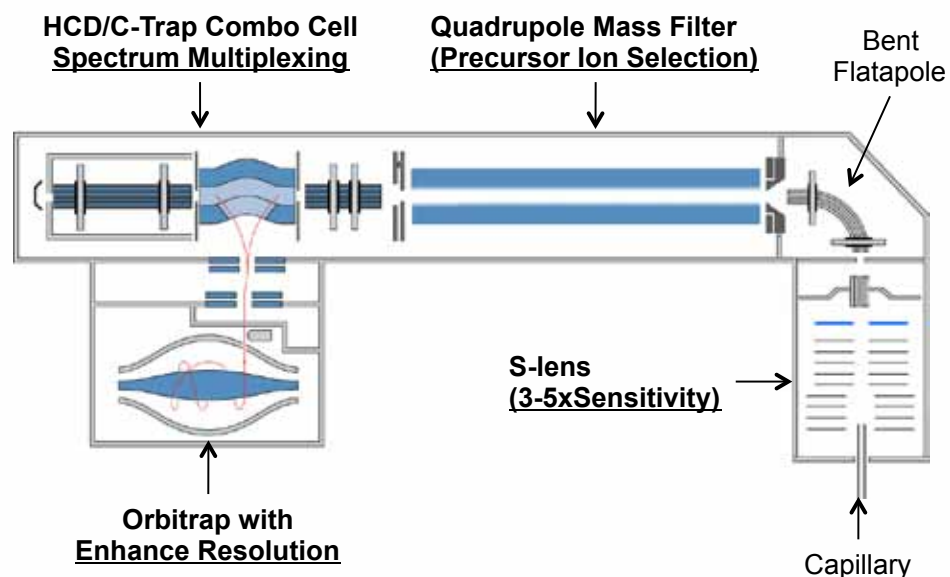 HCD/C-Trap Combo Cell
Spectrum Multiplexing
Quadrupole Mass Filter
(Precursor Ion Selection)
Bent
Flatapole
S-lens
(3-5xSensitivity)
Orbitrap with
Enhance Resolution
Capillary